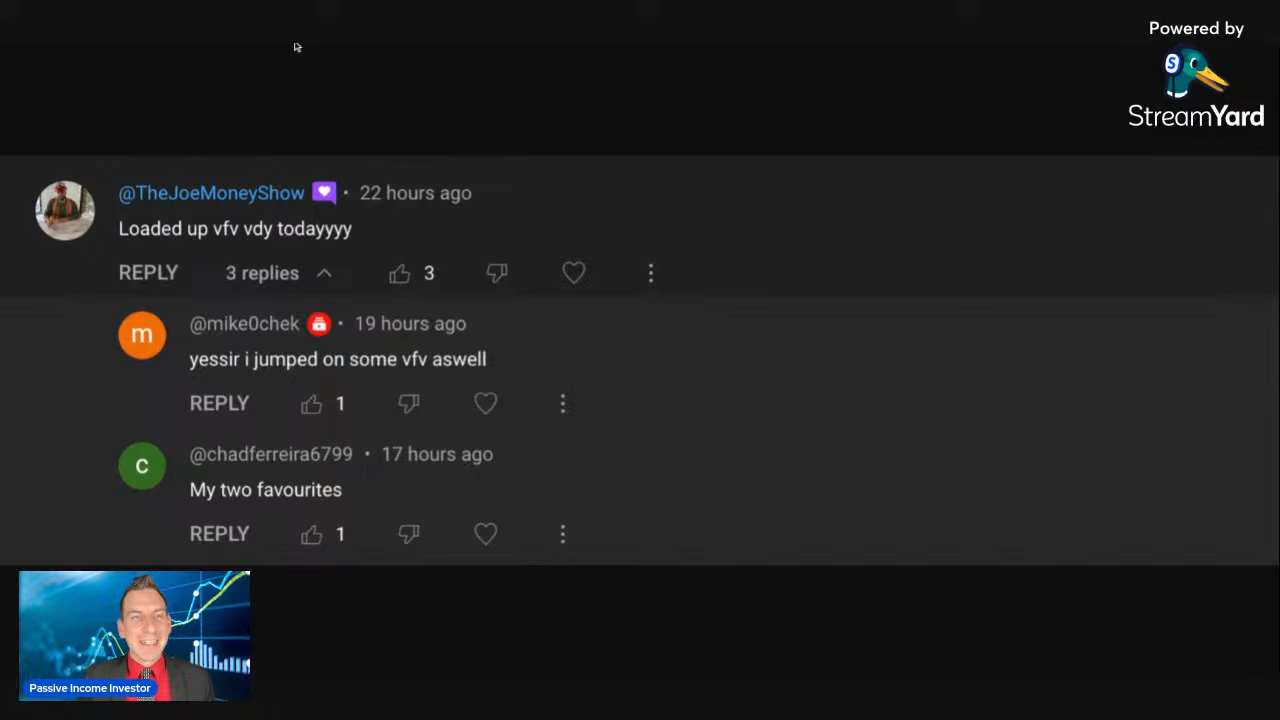 Powered by
S
StreamYard
@TheJoeMoneyShow • 22 hours ago
Loaded up vfv vdy todayyyy
REPLY 3 replies 3
m
@mike0chek • 19 hours ago
yessir i jumped on some vfv aswell
REPLY 1
c
@chadferreira6799 • 17 hours ago
My two favourites
REPLY 1
Passive Income Investor